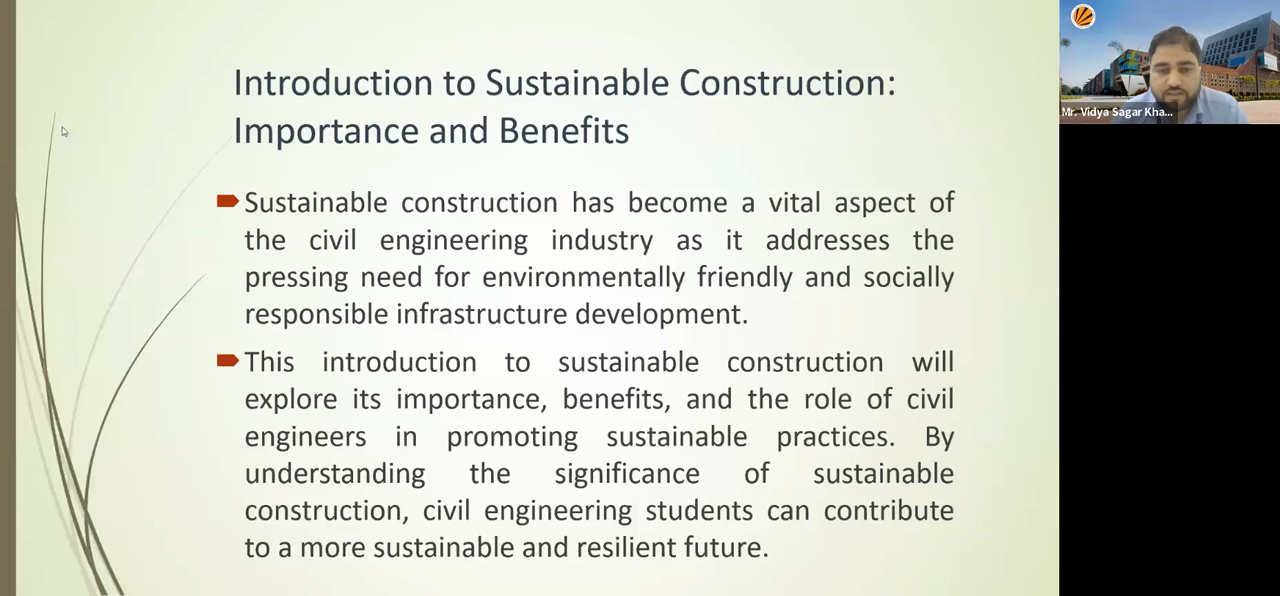 Introduction to Sustainable Construction:
Importance and Benefits
Sustainable construction has become a vital aspect of
the civil engineering industry as it addresses the
pressing need for environmentally friendly and socially
responsible infrastructure development.
This introduction to sustainable construction will
explore its importance, benefits, and the role of civil
engineers in promoting sustainable practices. By
understanding the significance of sustainable
construction, civil engineering students can contribute
to a more sustainable and resilient future.
Mr. Vidya Sagar Kha...